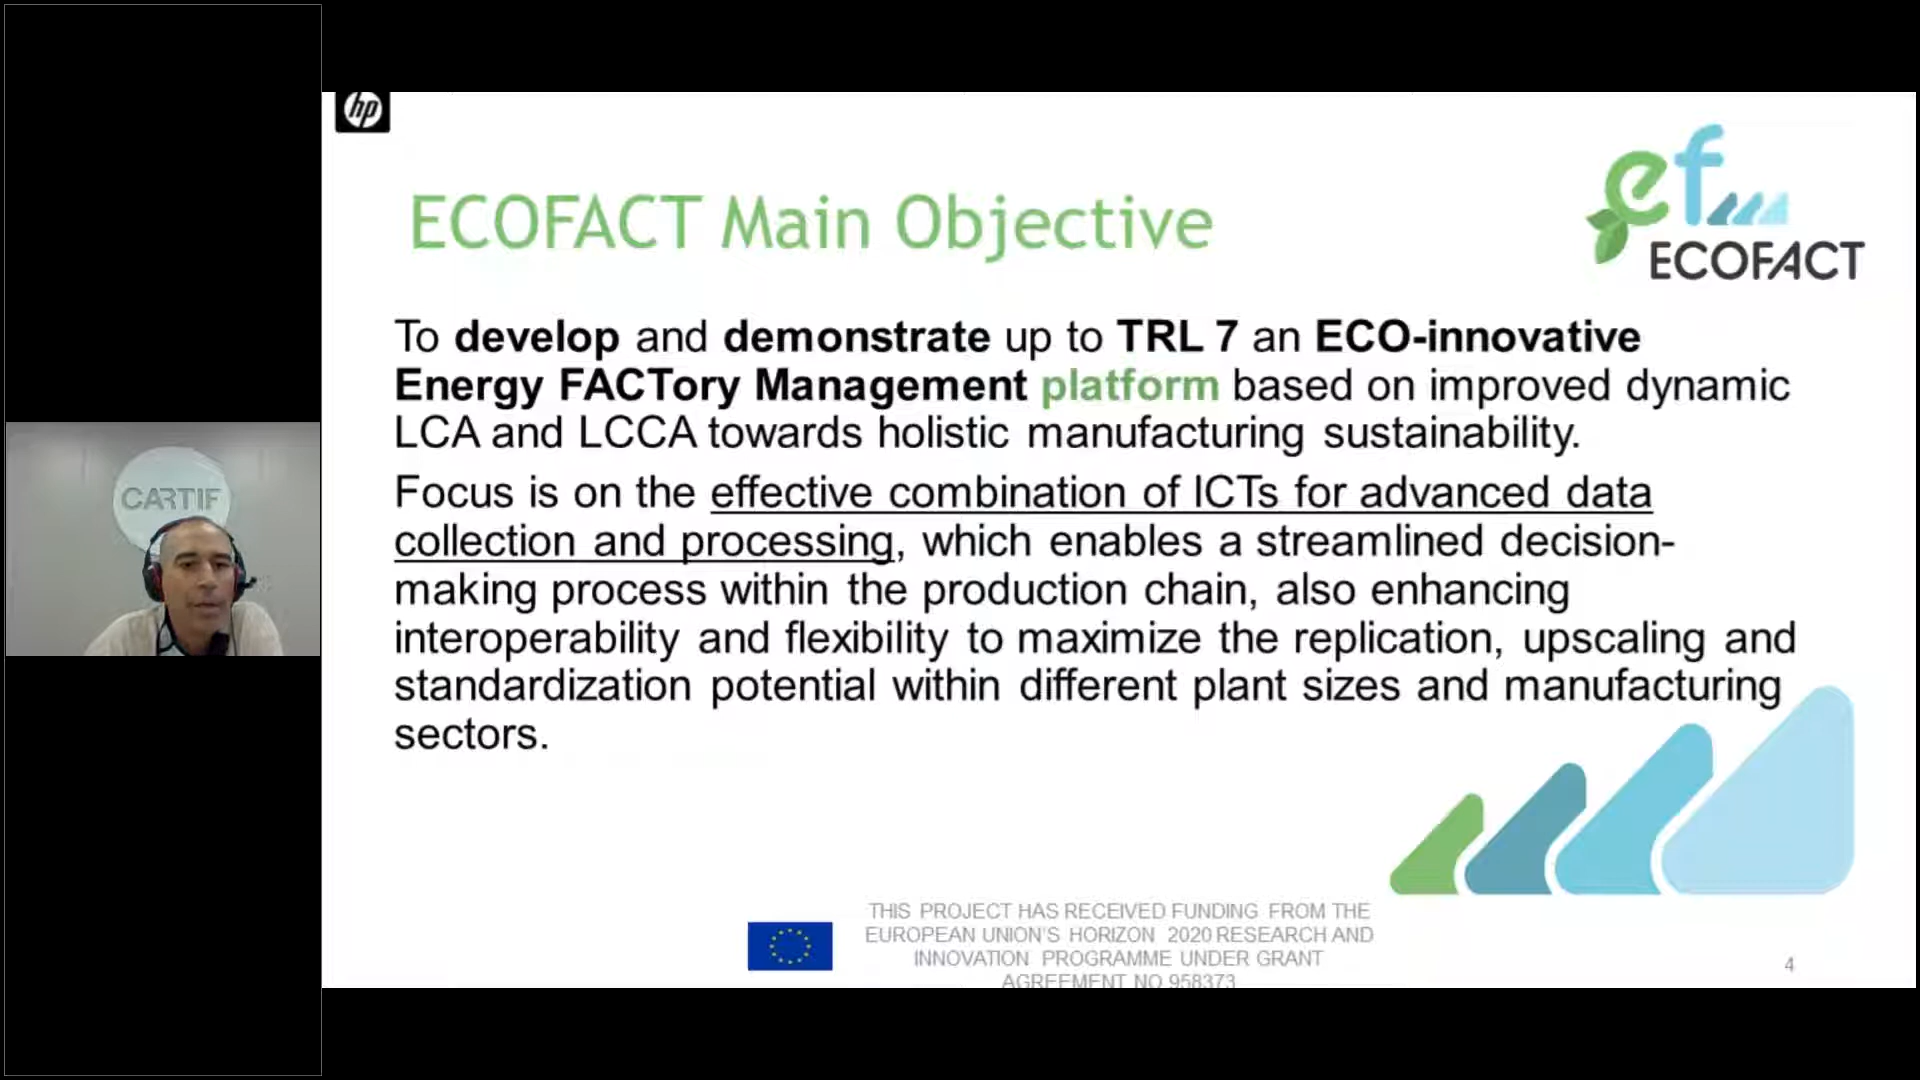 hp
ef
ECOFACT
ECOFACT Main Objective
To develop and demonstrate up to TRL 7 an ECO-innovative
Energy FACTory Management platform based on improved dynamic
LCA and LCCA towards holistic manufacturing sustainability.
Focus is on the effective combination of ICTs for advanced data
collection and processing, which enables a streamlined decision-
making process within the production chain, also enhancing
interoperability and flexibility to maximize the replication, upscaling and
standardization potential within different plant sizes and manufacturing
sectors.
CARTIF
THIS PROJECT HAS RECEIVED FUNDING FROM THE
EUROPEAN UNION'S HORIZON 2020 RESEARCH AND
INNOVATION PROGRAMME UNDER GRANT
AGREEMENT NO 958373
4